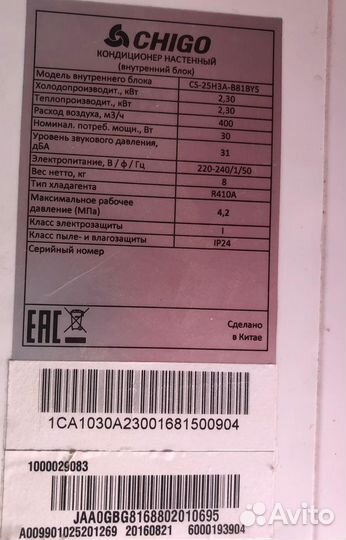 CHIGO
КОНДИЦИОНЕР НАСТЕННЫЙ
(внутренний блок)
Модель внутреннего блока CS-25H3A-B81BY5
Холодопроизводит., кВт 2,30
Теплопроизводит., кВт 2,30
Расход воздуха, м3/ч 400
Номинал. потреб. мощн., Вт 30
Уровень звукового давления, дБА 31
Электропитание, В / ф / Гц 220-240/1/50
Вес нетто, кг 8
Тип хладагента R410A
Максимальное рабочее давление (МПа) 4,2
Класс электрозащиты I
Класс пыле- и влагозащиты IP24
Серийный номер
EAC
Сделано
в Китае
1CA1030A23001681500904
1000029083
JAA0GBG8168802010695
A009901025201269 20160821 6000193904
Avito